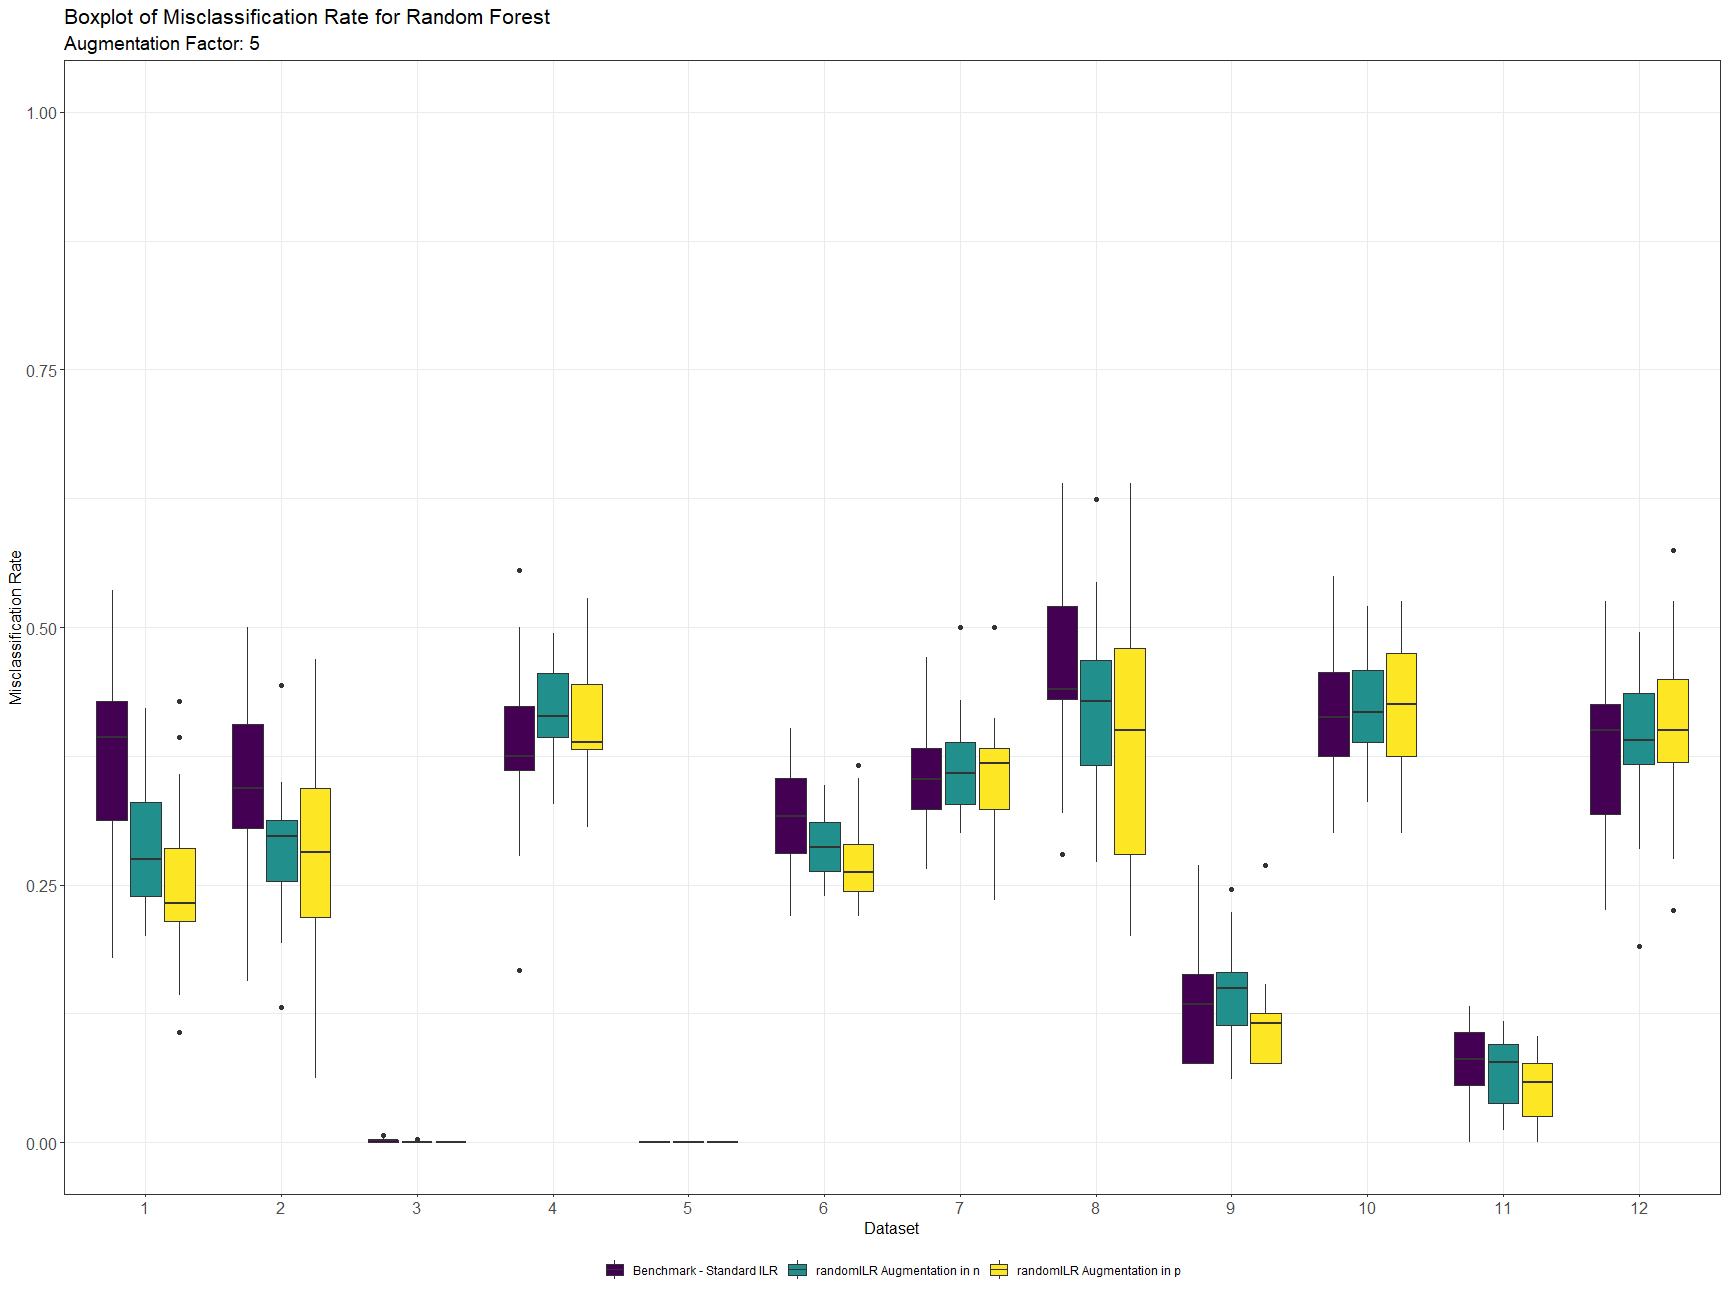 Boxplot of Misclassification Rate for Random Forest
Augmentation Factor: 5
1.00
0.75
0.50
0.25
0.00
Misclassification Rate
1 2 3 4 5 6 7 8 9 10 11 12
Dataset
Benchmark - Standard ILR randomILR Augmentation in n randomILR Augmentation in p